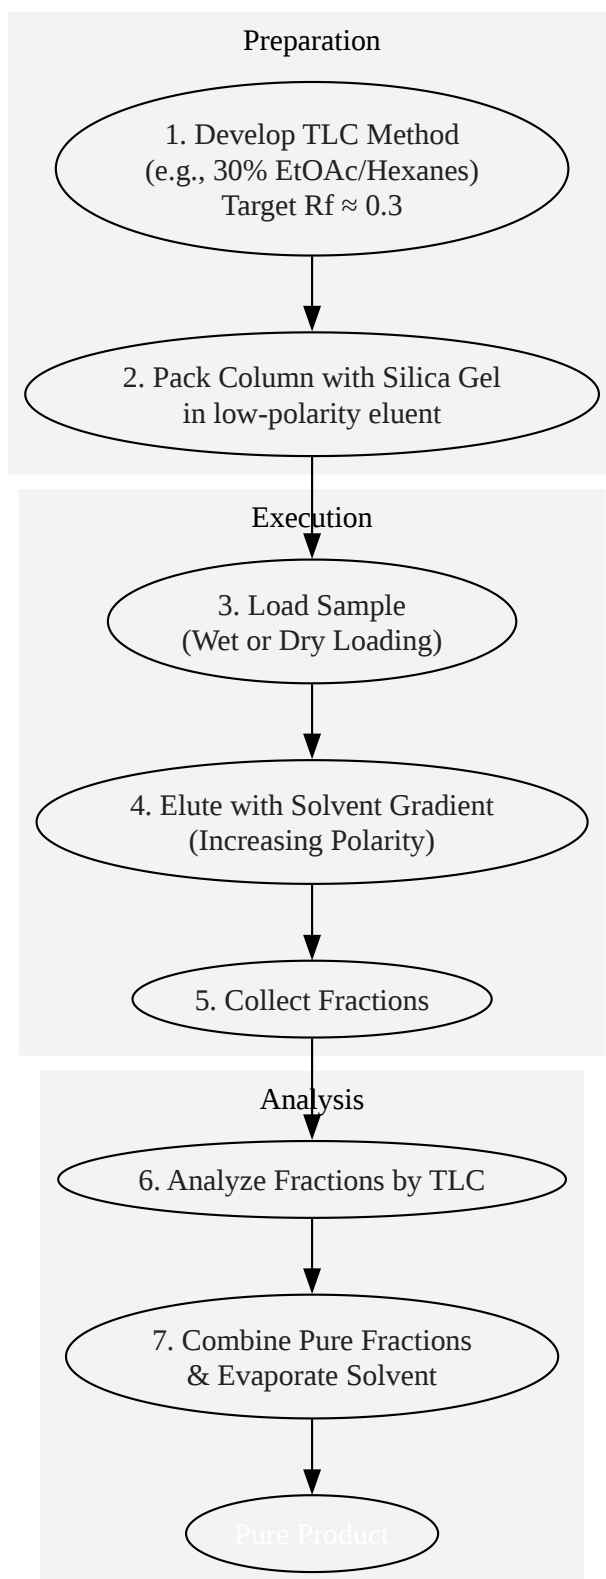 Preparation
1. Develop TLC Method
(e.g., 30% EtOAc/Hexanes)
Target Rf ≈ 0.3
2. Pack Column with Silica Gel
in low-polarity eluent
Execution
3. Load Sample
(Wet or Dry Loading)
4. Elute with Solvent Gradient
(Increasing Polarity)
5. Collect Fractions
Analysis
6. Analyze Fractions by TLC
7. Combine Pure Fractions
& Evaporate Solvent
Pure Product